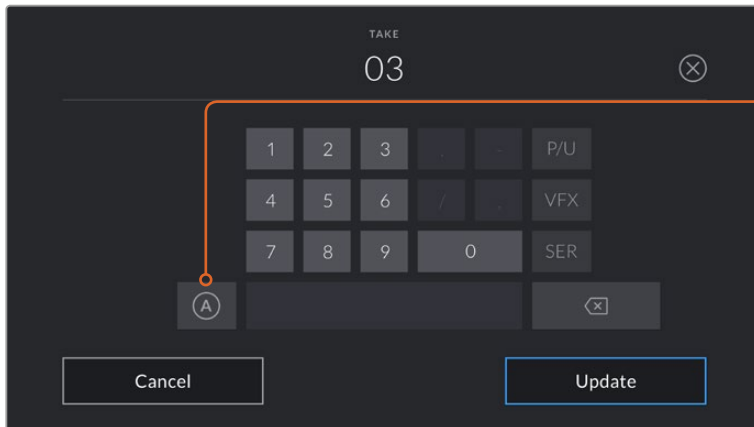 TAKE
03
1 2 3 . - P/U
4 5 6 / , VFX
7 8 9 0 SER
A
Cancel Update